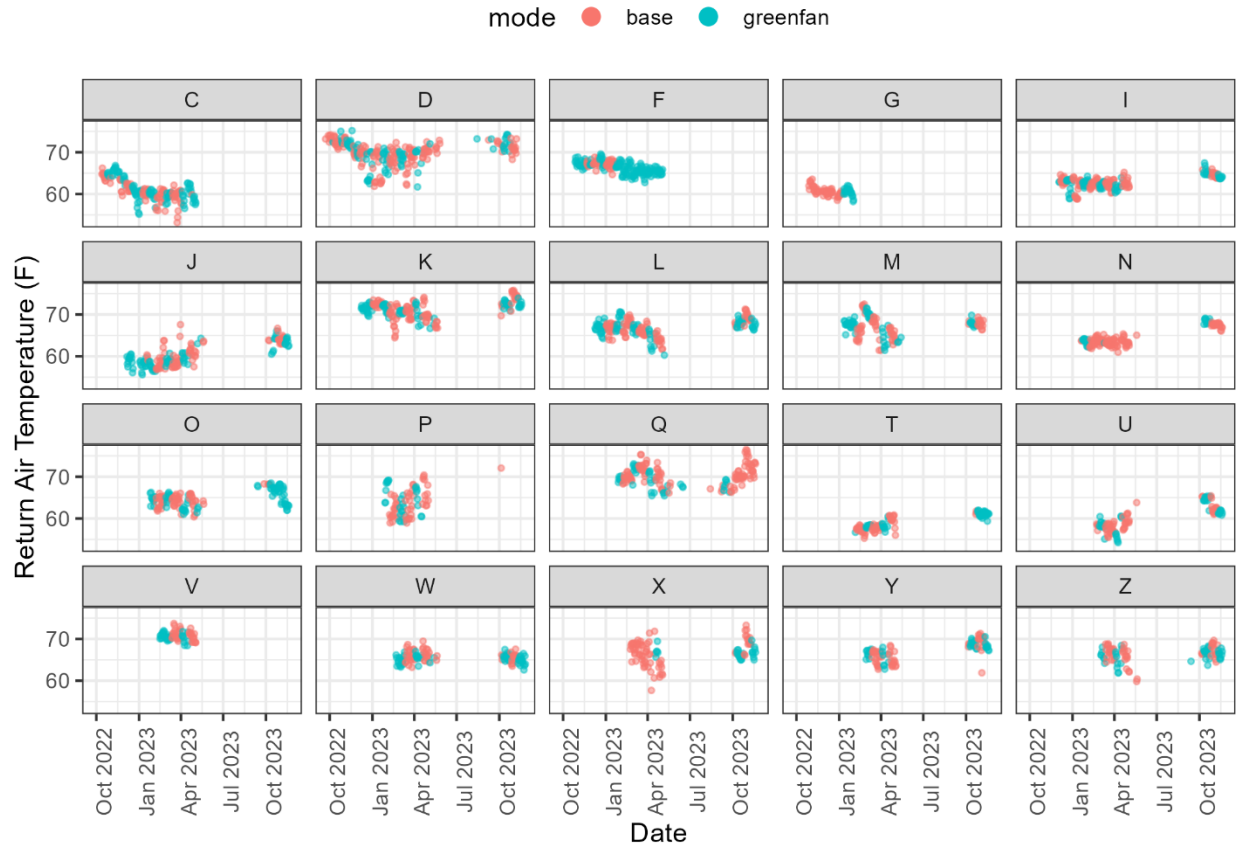 mode base greenfan
C D F G I
70
60
J K L M N
70
60
O P Q T U
70
60
V W X Y Z
70
60
Return Air Temperature (F)
Oct 2022 Jan 2023 Apr 2023 Jul 2023 Oct 2023 Oct 2022 Jan 2023 Apr 2023 Jul 2023 Oct 2023 Oct 2022 Jan 2023 Apr 2023 Jul 2023 Oct 2023 Oct 2022 Jan 2023 Apr 2023 Jul 2023 Oct 2023 Oct 2022 Jan 2023 Apr 2023 Jul 2023 Oct 2023
Date